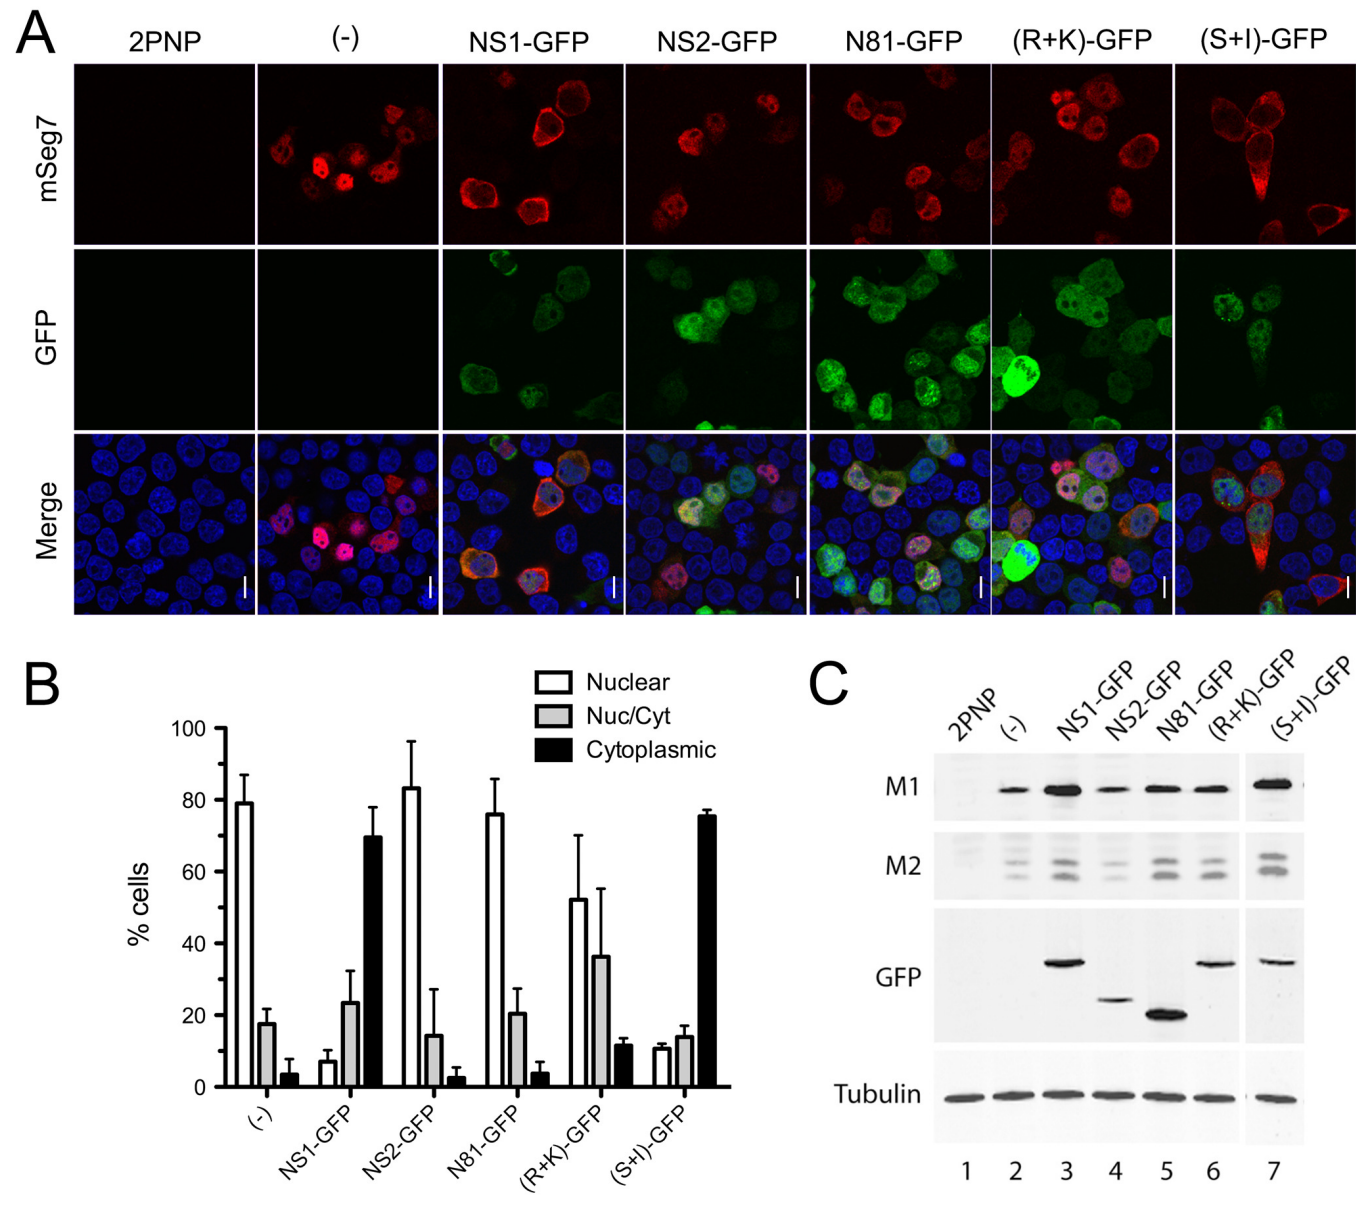 A
2PNP
(-)
NS1-GFP
NS2-GFP
N81-GFP
(R+K)-GFP
(S+I)-GFP
mSeg7
GFP
Merge
B
Nuclear
Nuc/Cyt
Cytoplasmic
% cells
100
80
60
40
20
0
(-)
NS1-GFP
NS2-GFP
N81-GFP
(R+K)-GFP
(S+I)-GFP
C
2PNP
(-)
NS1-GFP
NS2-GFP
N81-GFP
(R+K)-GFP
(S+I)-GFP
M1
M2
GFP
Tubulin
1 2 3 4 5 6 7